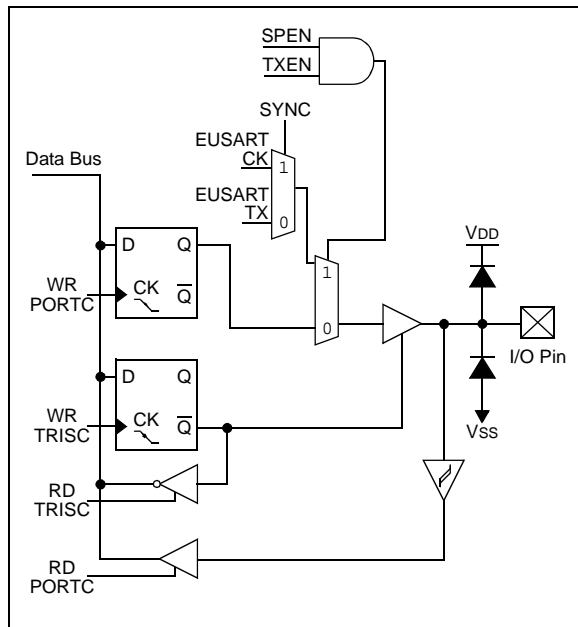 SPEN
TXEN
SYNC
EUSART
CK
1
EUSART
TX
0
Data Bus
D Q
CK
Q̅
WR
PORTC
1
0
VDD
I/O Pin
VSS
D Q
CK
Q̅
WR
TRISC
RD
TRISC
RD
PORTC